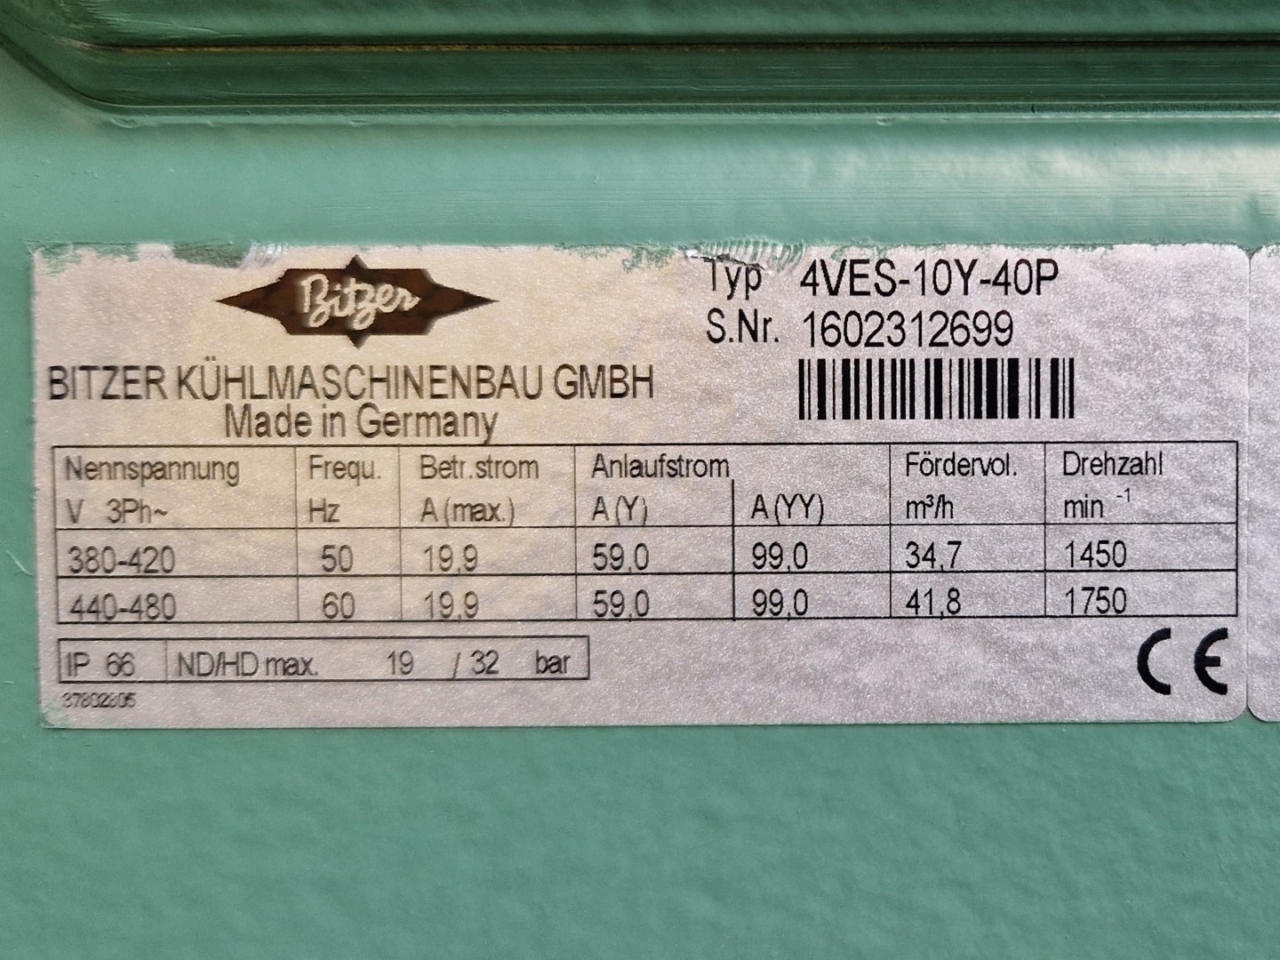 Bitzer
BITZER KÜHLMASCHINENBAU GMBH
Made in Germany
Typ 4VES-10Y-40P
S.Nr. 1602312699
Nennspannung Frequ. Betr.strom Anlaufstrom Fördervol. Drehzahl
V 3Ph~ Hz A (max.) A (Y) A (YY) m³/h min ⁻¹
380-420 50 19,9 59,0 99,0 34,7 1450
440-480 60 19,9 59,0 99,0 41,8 1750
IP 66 ND/HD max. 19 / 32 bar
CE